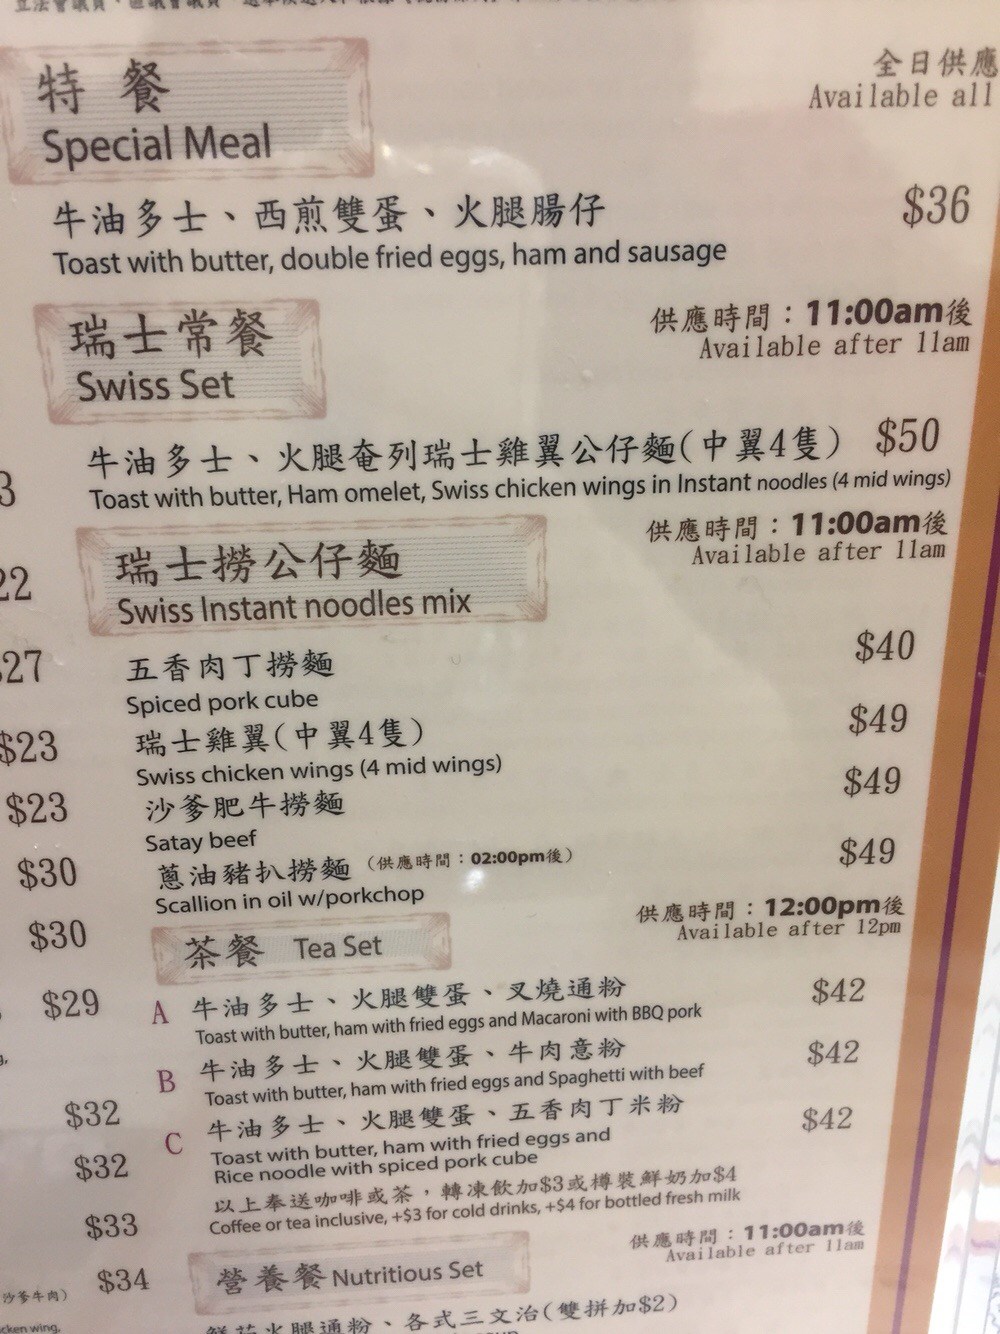 特餐
Special Meal
全日供應
Available all
牛油多士、西煎雙蛋、火腿腸仔 $36
Toast with butter, double fried eggs, ham and sausage
瑞士常餐
Swiss Set
供應時間：11:00am後
Available after 11am
牛油多士、火腿奄列瑞士雞翼公仔麵(中翼4隻) $50
Toast with butter, Ham omelet, Swiss chicken wings in Instant noodles (4 mid wings)
瑞士撈公仔麵
Swiss Instant noodles mix
供應時間：11:00am後
Available after 11am
五香肉丁撈麵 $40
Spiced pork cube
瑞士雞翼(中翼4隻) $49
Swiss chicken wings (4 mid wings)
沙爹肥牛撈麵 $49
Satay beef
蔥油豬扒撈麵 (供應時間：02:00pm後) $49
Scallion in oil w/porkchop
茶餐 Tea Set
供應時間：12:00pm後
Available after 12pm
A 牛油多士、火腿雙蛋、叉燒通粉 $42
Toast with butter, ham with fried eggs and Macaroni with BBQ pork
B 牛油多士、火腿雙蛋、牛肉意粉 $42
Toast with butter, ham with fried eggs and Spaghetti with beef
C 牛油多士、火腿雙蛋、五香肉丁米粉 $42
Toast with butter, ham with fried eggs and
Rice noodle with spiced pork cube
以上奉送咖啡或茶，轉凍飲加$3或樽裝鮮奶加$4
Coffee or tea inclusive, +$3 for cold drinks, +$4 for bottled fresh milk
營養餐 Nutritious Set
供應時間：11:00am後
Available after 11am
火腿通粉、各式三文治(雙拼加$2)
3
22
27
$23
$23
$30
$30
$29
$32
$32
$33
$34
沙爹牛肉)
wing,